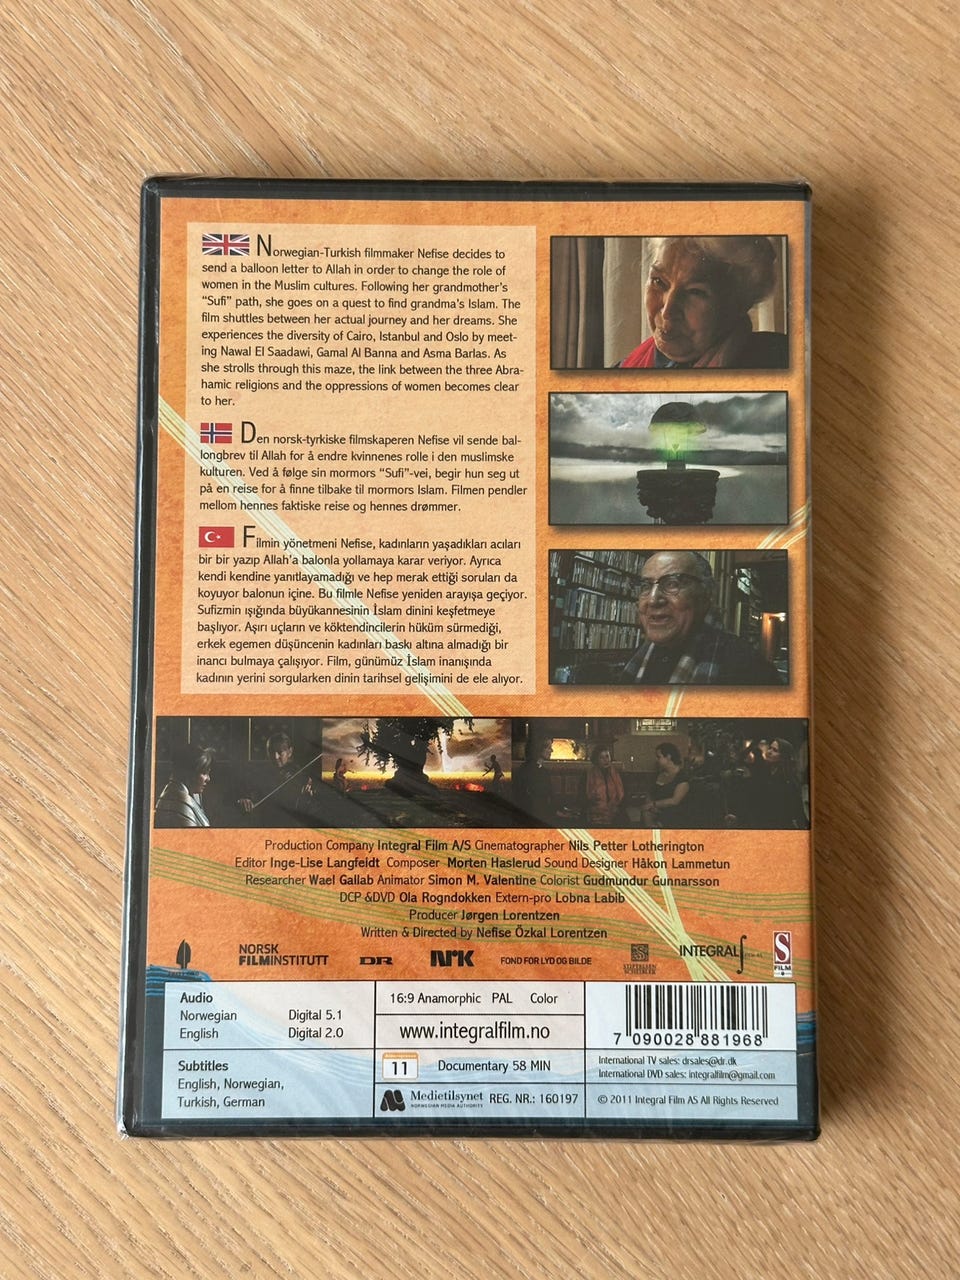 Norwegian-Turkish filmmaker Nefise decides to
send a balloon letter to Allah in order to change the role of
women in the Muslim cultures. Following her grandmother's
"Sufi" path, she goes on a quest to find grandma's Islam. The
film shuttles between her actual journey and her dreams. She
experiences the diversity of Cairo, Istanbul and Oslo by meet-
ing Nawal El Saadawi, Gamal Al Banna and Asma Barlas. As
she strolls through this maze, the link between the three Abra-
hamic religions and the oppressions of women becomes clear
to her.
Den norsk-tyrkiske filmskaperen Nefise vil sende bal-
longbrev til Allah for å endre kvinnenes rolle i den muslimske
kulturen. Ved å følge sin mormors "Sufi"-vei, begir hun seg ut
på en reise for å finne tilbake til mormors Islam. Filmen pendler
mellom hennes faktiske reise og hennes drømmer.
Filmin yönetmeni Nefise, kadınların yaşadıkları acıları
bir bir yazıp Allah'a balonla yollamaya karar veriyor. Ayrıca
kendi kendine yanıtlayamadığı ve hep merak ettiği soruları da
koyuyor balonun içine. Bu filmle Nefise yeniden arayışa geçiyor.
Sufizmin ışığında büyükannesinin İslam dinini keşfetmeye
başlıyor. Aşırı uçların ve köktendincilerin hüküm sürmediği,
erkek egemen düşüncenin kadınları baskı altına almadığı bir
inancı bulmaya çalışıyor. Film, günümüz İslam inanışında
kadının yerini sorgularken dinin tarihsel gelişimini de ele alıyor.
Production Company Integral Film A/S Cinematographer Nils Petter Lotherington
Editor Inge-Lise Langfeldt Composer Morten Haslerud Sound Designer Håkon Lammetun
Researcher Wael Gallab Animator Simon M. Valentine Colorist Gudmundur Gunnarsson
DCP &DVD Ola Rogndokken Extern-pro Lobna Labib
Producer Jørgen Lorentzen
Written & Directed by Nefise Özkal Lorentzen
NORSK
FILMINSTITUTT
DR
NRK
FOND FOR LYD OG BILDE
INTEGRAL
S
FILM
Audio
Norwegian Digital 5.1
English Digital 2.0
Subtitles
English, Norwegian,
Turkish, German
16:9 Anamorphic PAL Color
www.integralfilm.no
11 Documentary 58 MIN
Medietilsynet REG. NR.: 160197
NORWEGIAN MEDIA AUTHORITY
7 090028 881968
International TV sales: drsales@dr.dk
International DVD sales: integralfilm@gmail.com
© 2011 Integral Film AS All Rights Reserved